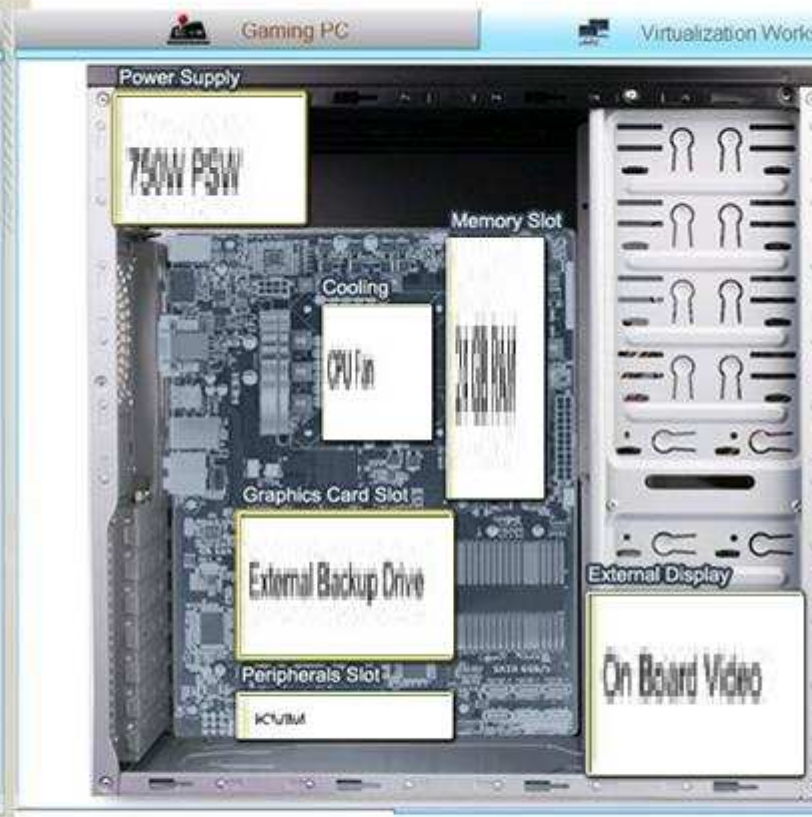 Gaming PC
Virtualization Work
Power Supply
750W PSW
Memory Slot
Cooling
CPU Fan
24 GB RAM
Graphics Card Slot
External Backup Drive
External Display
On Board Video
Peripherals Slot
KVM